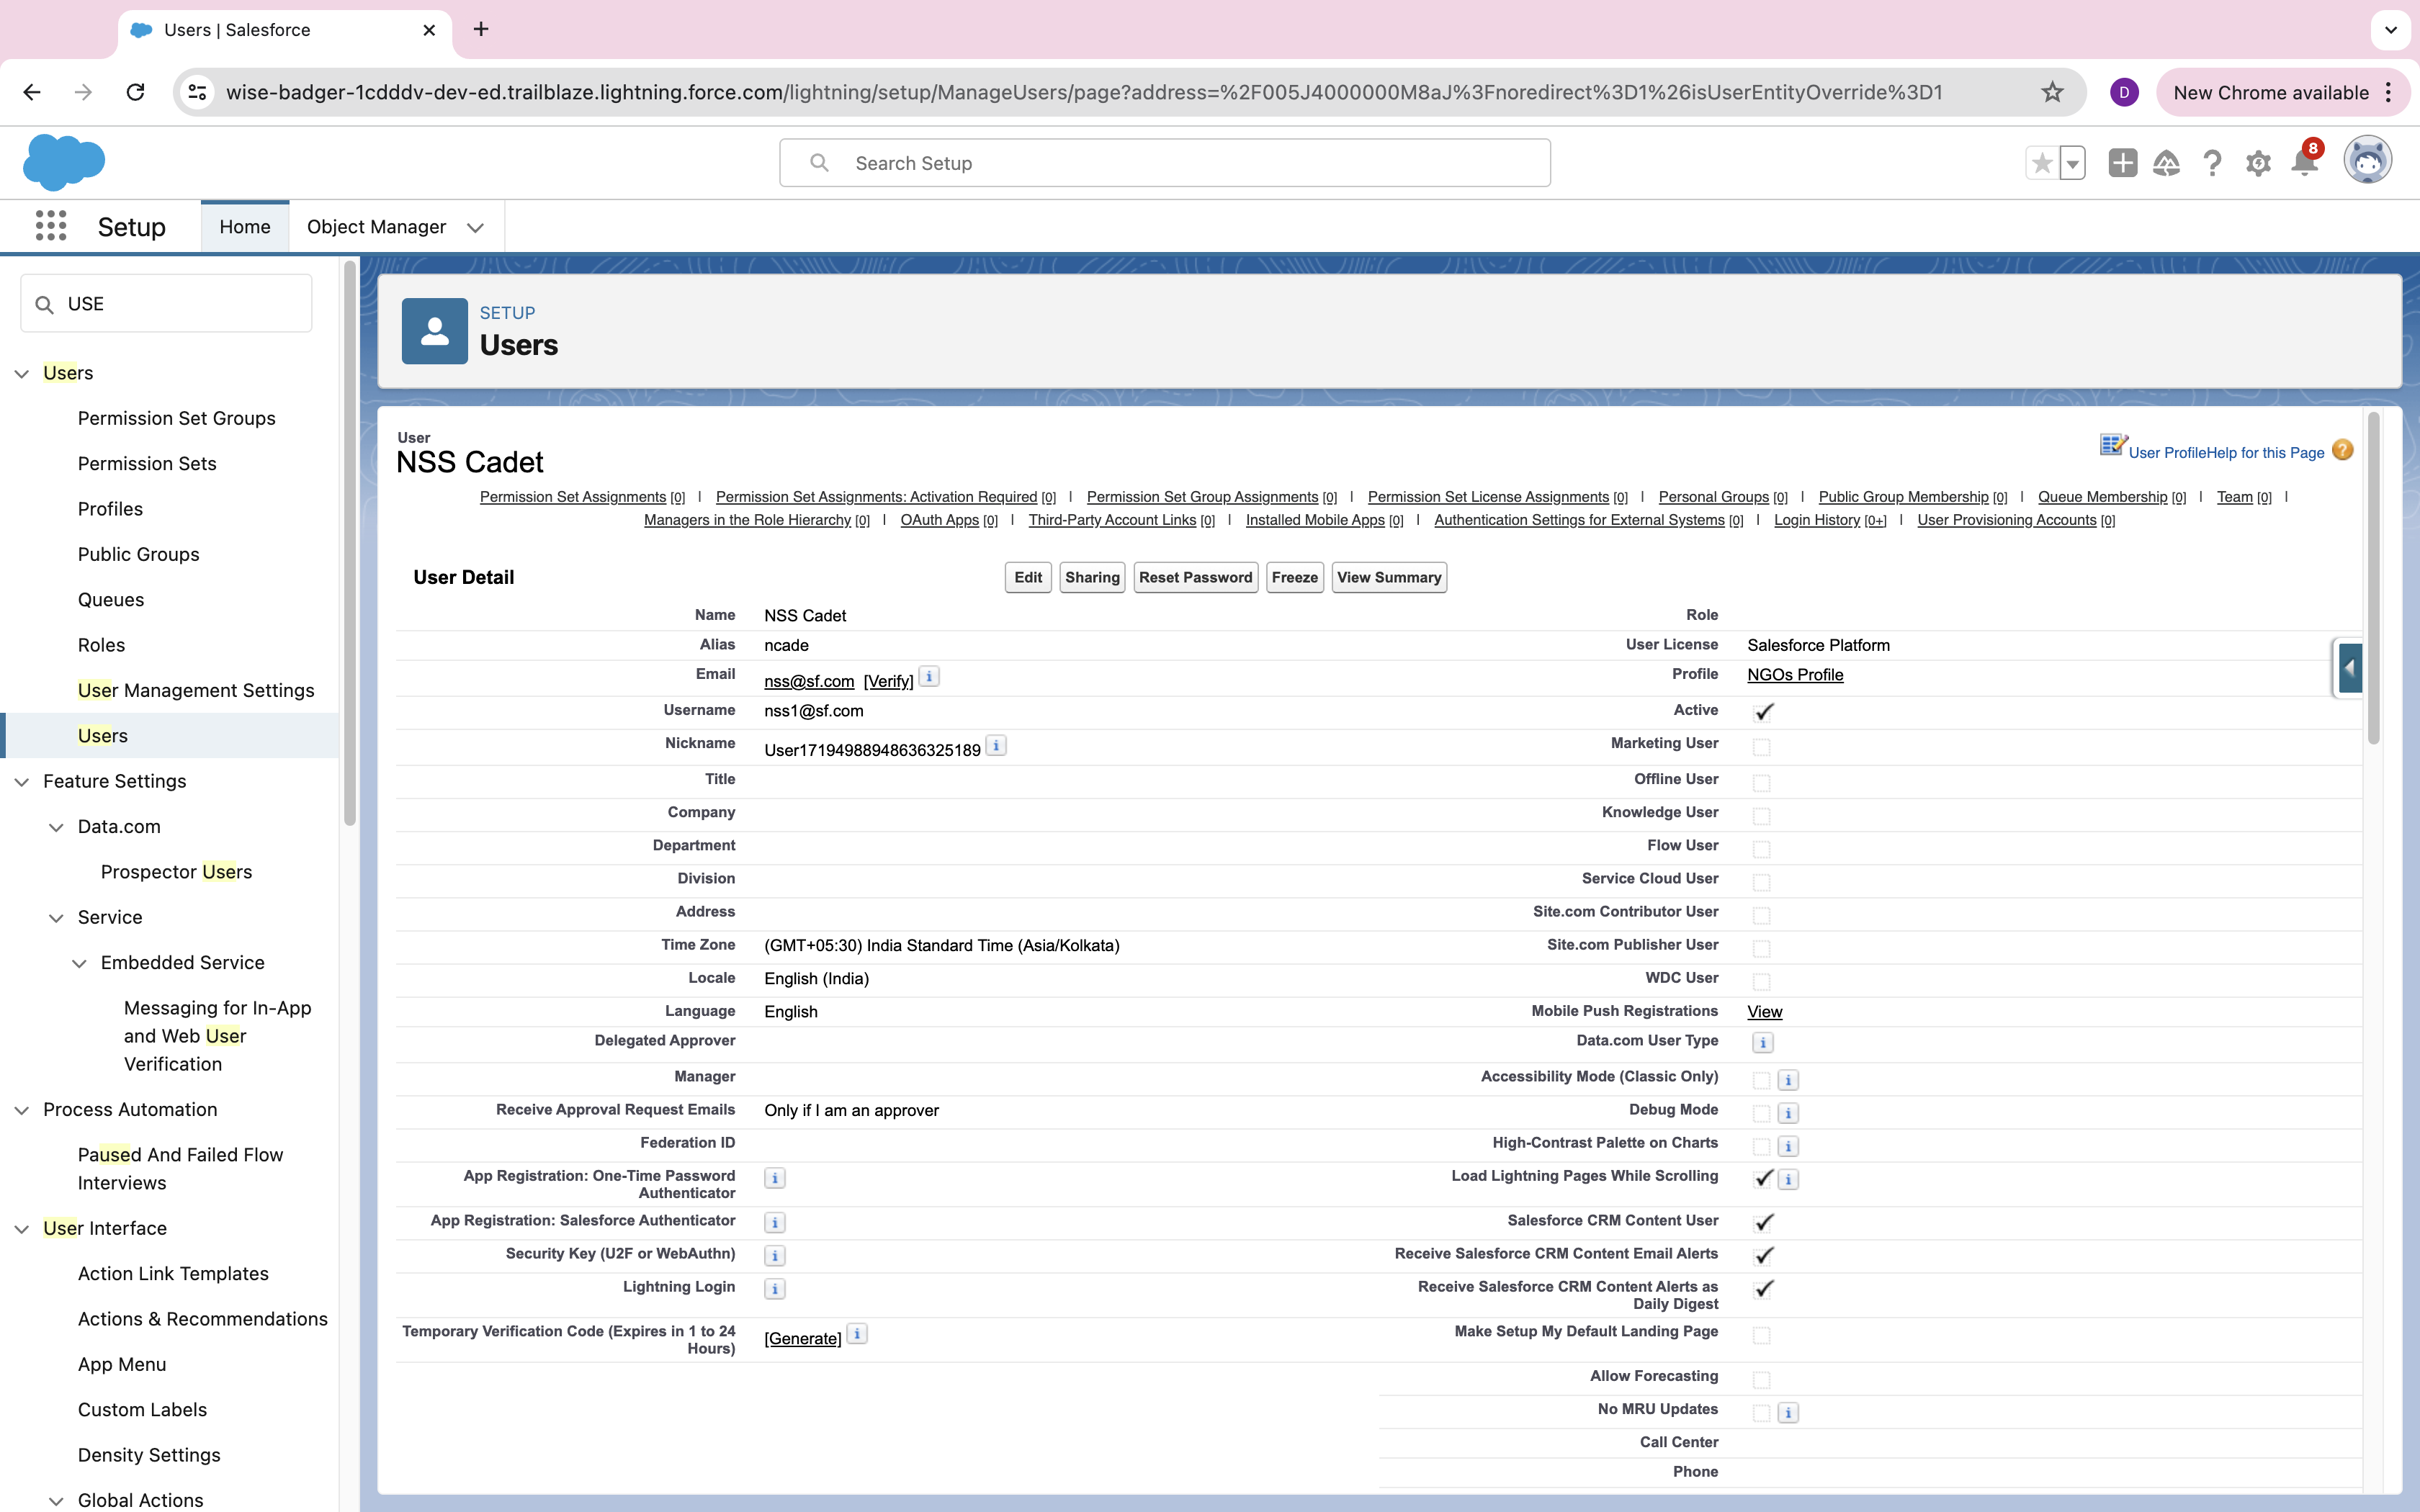 Users | Salesforce
wise-badger-1cdddv-dev-ed.trailblaze.lightning.force.com/lightning/setup/ManageUsers/page?address=%2F005J4000000M8aJ%3Fnoredirect%3D1%26isUserEntityOverride%3D1
D
New Chrome available
Search Setup
8
Setup
Home
Object Manager
USE
Users
Permission Set Groups
Permission Sets
Profiles
Public Groups
Queues
Roles
User Management Settings
Users
Feature Settings
Data.com
Prospector Users
Service
Embedded Service
Messaging for In-App
and Web User
Verification
Process Automation
Paused And Failed Flow
Interviews
User Interface
Action Link Templates
Actions & Recommendations
App Menu
Custom Labels
Density Settings
Global Actions
SETUP
Users
User
NSS Cadet
User Profile Help for this Page ?
Permission Set Assignments [0] | Permission Set Assignments: Activation Required [0] | Permission Set Group Assignments [0] | Permission Set License Assignments [0] | Personal Groups [0] | Public Group Membership [0] | Queue Membership [0] | Team [0] |
Managers in the Role Hierarchy [0] | OAuth Apps [0] | Third-Party Account Links [0] | Installed Mobile Apps [0] | Authentication Settings for External Systems [0] | Login History [0+] | User Provisioning Accounts [0]
User Detail
Edit Sharing Reset Password Freeze View Summary
Name NSS Cadet
Role
Alias ncade
User License Salesforce Platform
Email nss@sf.com [Verify] i
Profile NGOs Profile
Username nss1@sf.com
Active
Nickname User17194988948636325189 i
Marketing User
Title
Offline User
Company
Knowledge User
Department
Flow User
Division
Service Cloud User
Address
Site.com Contributor User
Time Zone (GMT+05:30) India Standard Time (Asia/Kolkata)
Site.com Publisher User
Locale English (India)
WDC User
Language English
Mobile Push Registrations View
Delegated Approver
Data.com User Type i
Manager
Accessibility Mode (Classic Only) i
Receive Approval Request Emails Only if I am an approver
Debug Mode i
Federation ID
High-Contrast Palette on Charts i
App Registration: One-Time Password
Authenticator i
Load Lightning Pages While Scrolling i
App Registration: Salesforce Authenticator i
Salesforce CRM Content User
Security Key (U2F or WebAuthn) i
Receive Salesforce CRM Content Email Alerts
Lightning Login i
Receive Salesforce CRM Content Alerts as
Daily Digest
Temporary Verification Code (Expires in 1 to 24
Hours) [Generate] i
Make Setup My Default Landing Page
Allow Forecasting
No MRU Updates i
Call Center
Phone